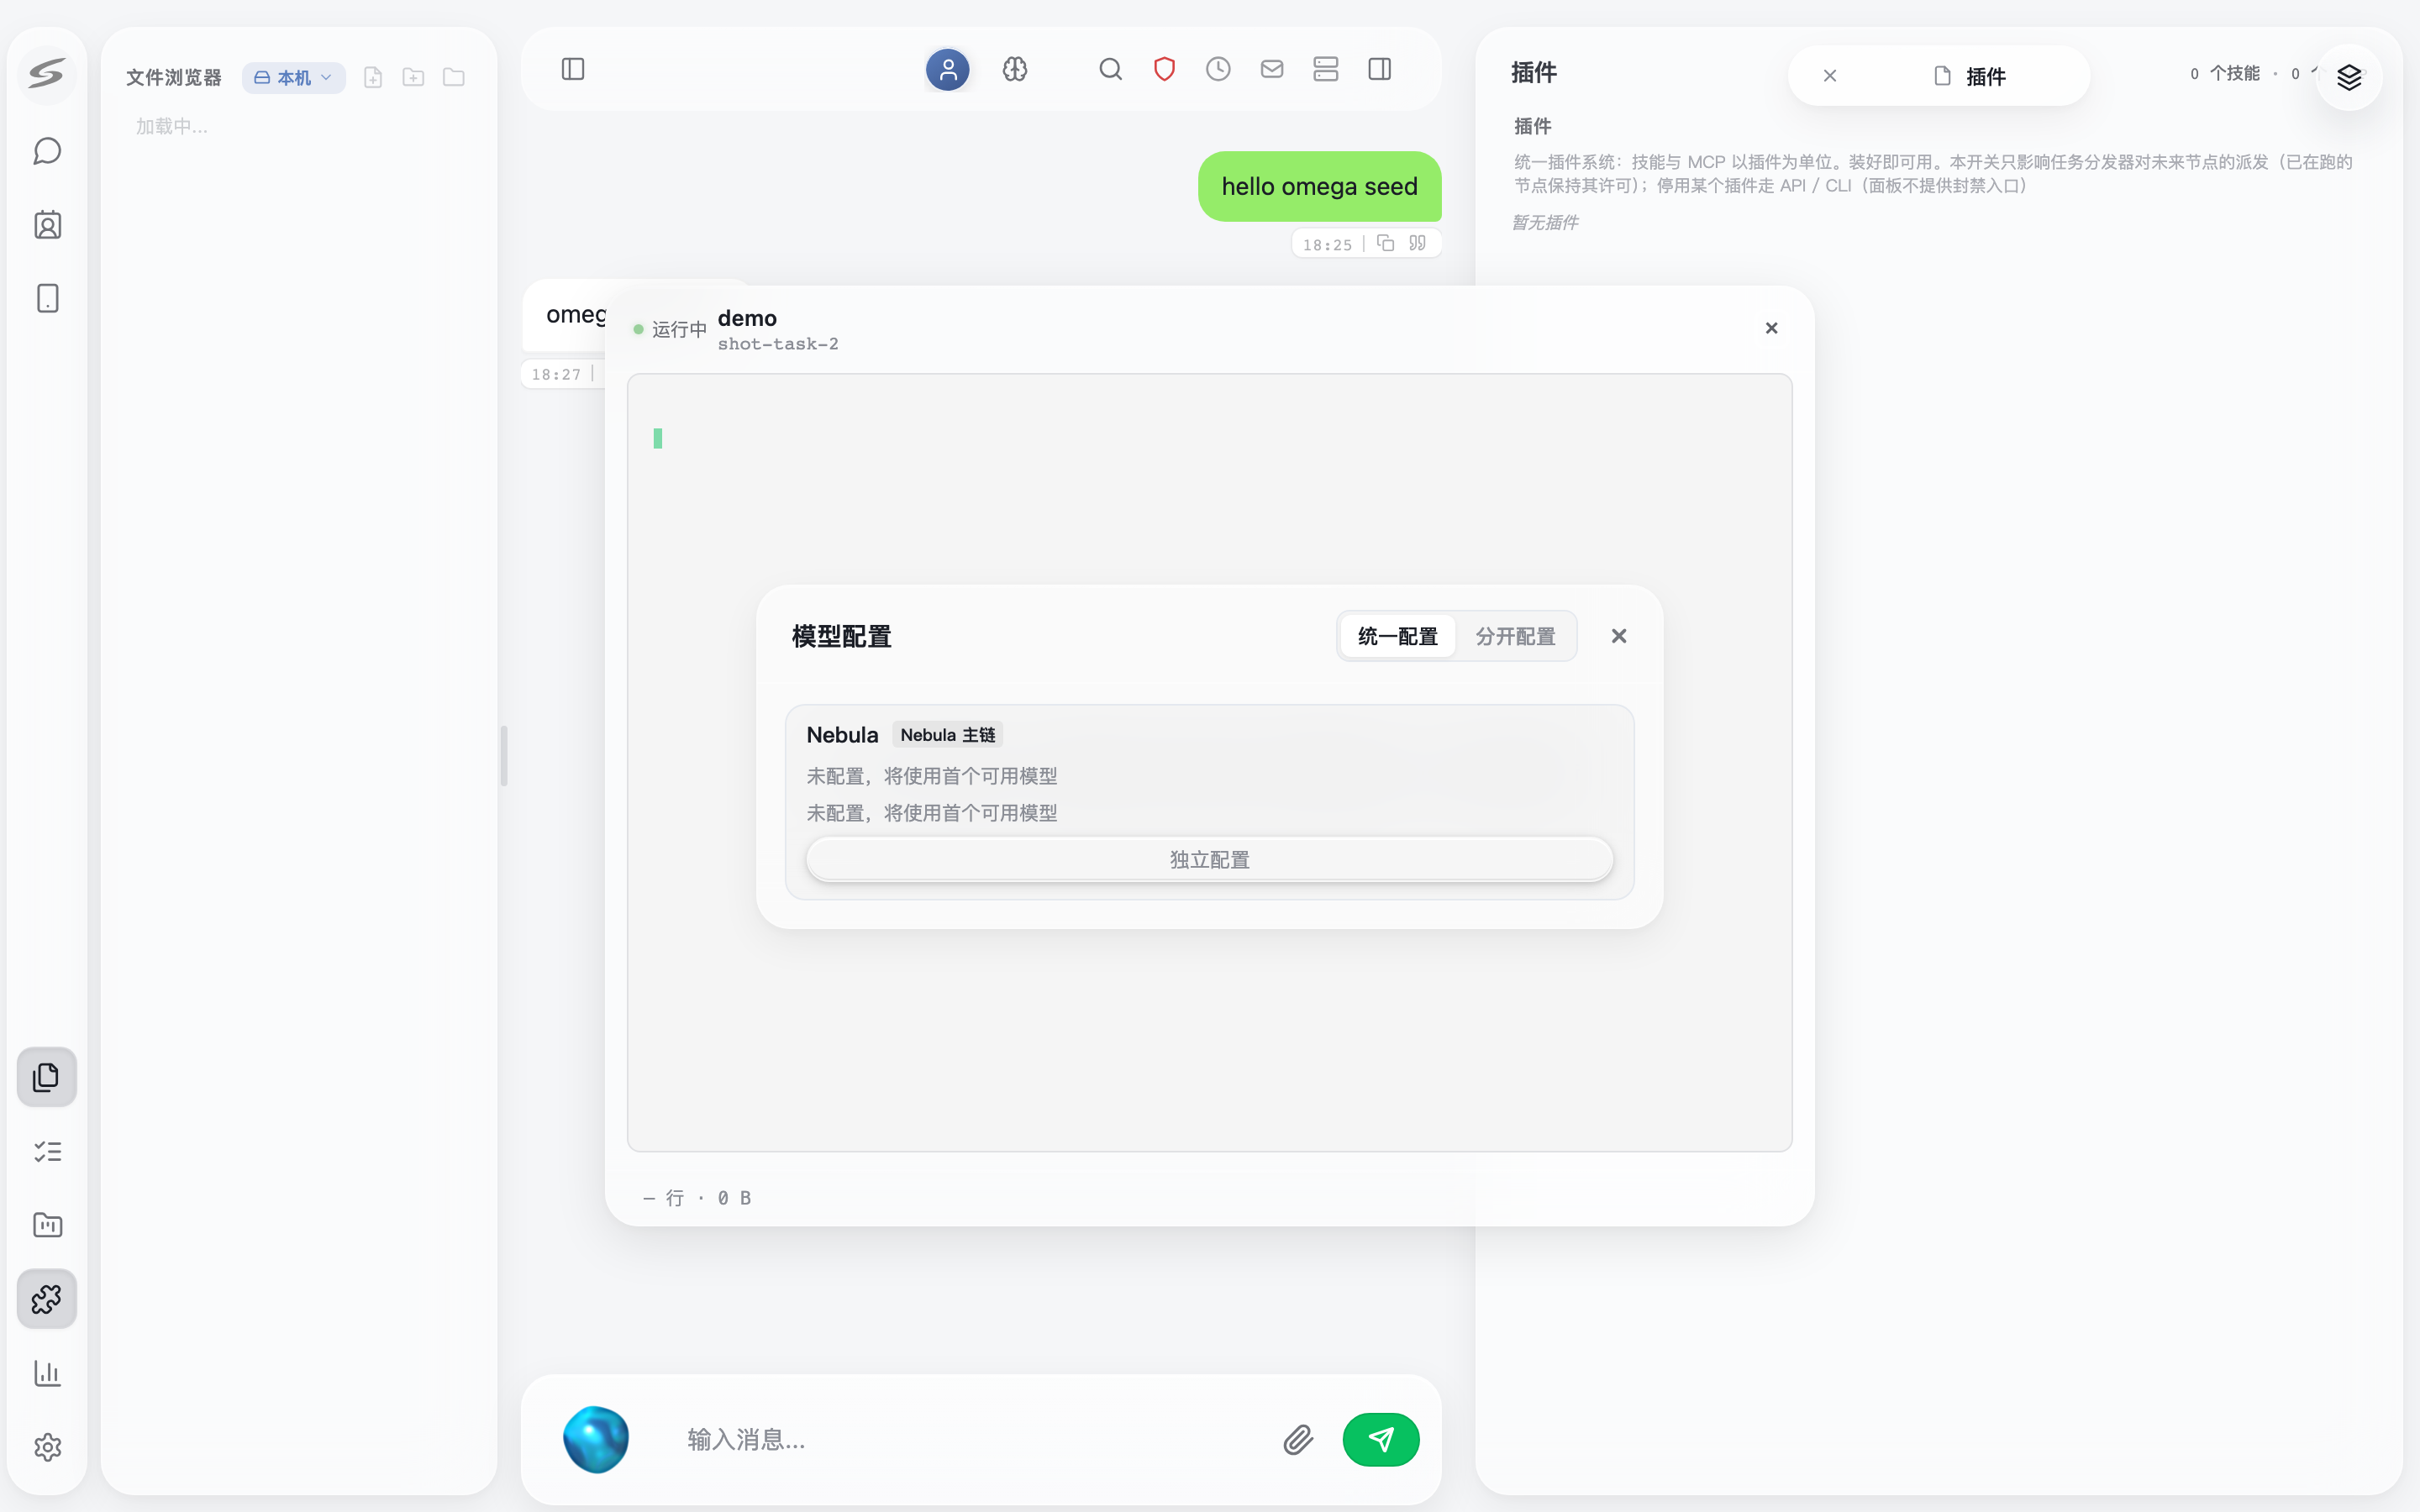 文件浏览器
本机
加载中...
hello omega seed
18:25
omeg
18:27
运行中
demo
shot-task-2
模型配置
统一配置
分开配置
Nebula
Nebula 主链
未配置，将使用首个可用模型
未配置，将使用首个可用模型
独立配置
— 行 · 0 B
输入消息...
插件
插件
0 个技能 · 0
插件
统一插件系统：技能与 MCP 以插件为单位。装好即可用。本开关只影响任务分发器对未来节点的派发（已在跑的
节点保持其许可）；停用某个插件走 API / CLI（面板不提供封禁入口）
暂无插件